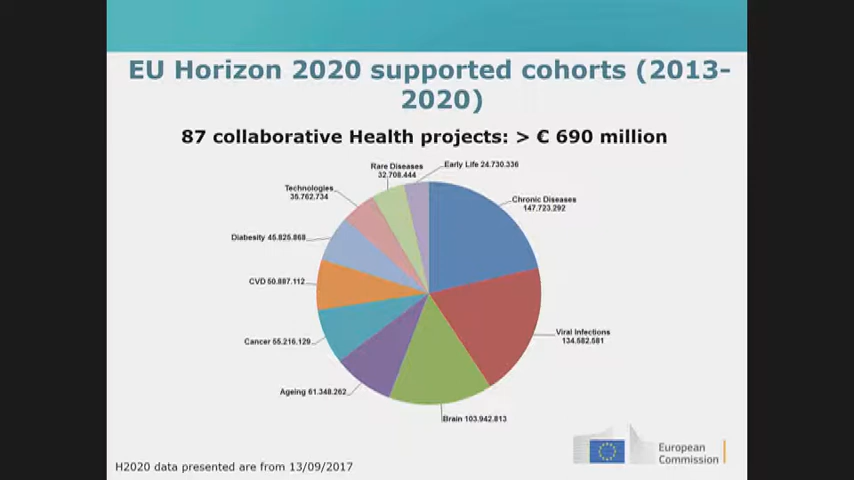 EU Horizon 2020 supported cohorts (2013-
2020)
87 collaborative Health projects: > € 690 million
Rare Diseases
32.708.444
Early Life 24.730.336
Technologies
35.762.734
Chronic Diseases
147.723.292
Diabesity 45.825.868
CVD 50.887.112
Viral Infections
134.582.581
Cancer 55.216.129
Ageing 61.348.262
Brain 103.942.813
European
Commission
H2020 data presented are from 13/09/2017